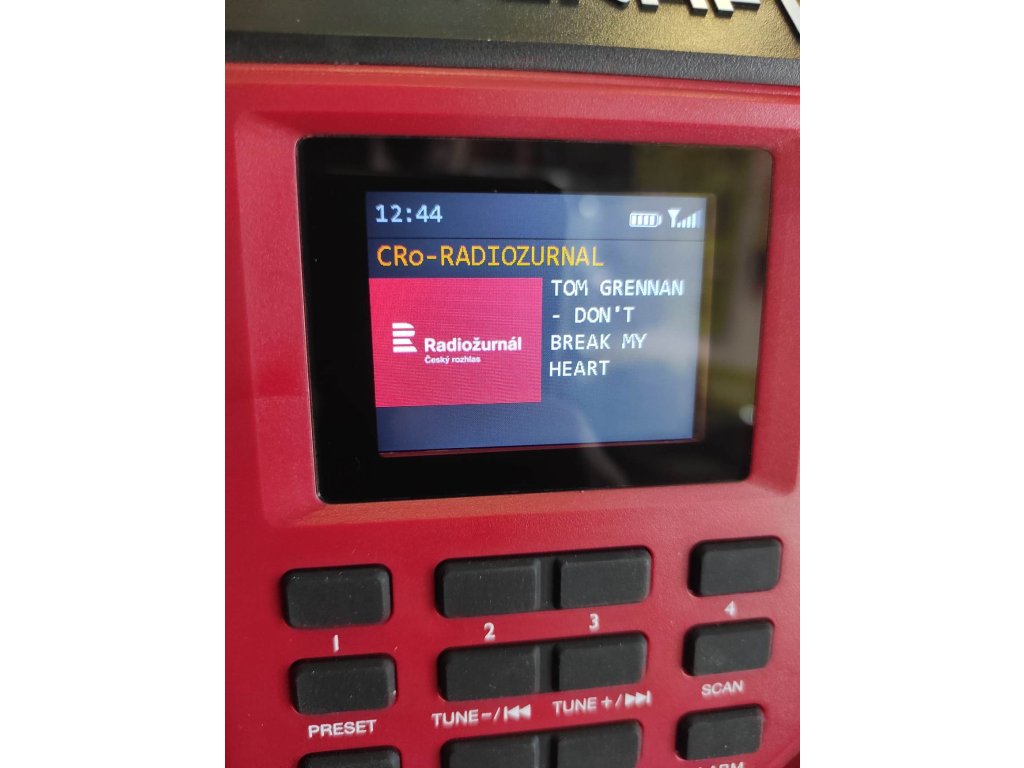 12:44
CRo-RADIOZURNAL
TOM GRENNAN
- DON'T
BREAK MY
HEART
Radiožurnál
Český rozhlas
1
2
3
4
PRESET
TUNE-/⏮
TUNE+/⏭
SCAN